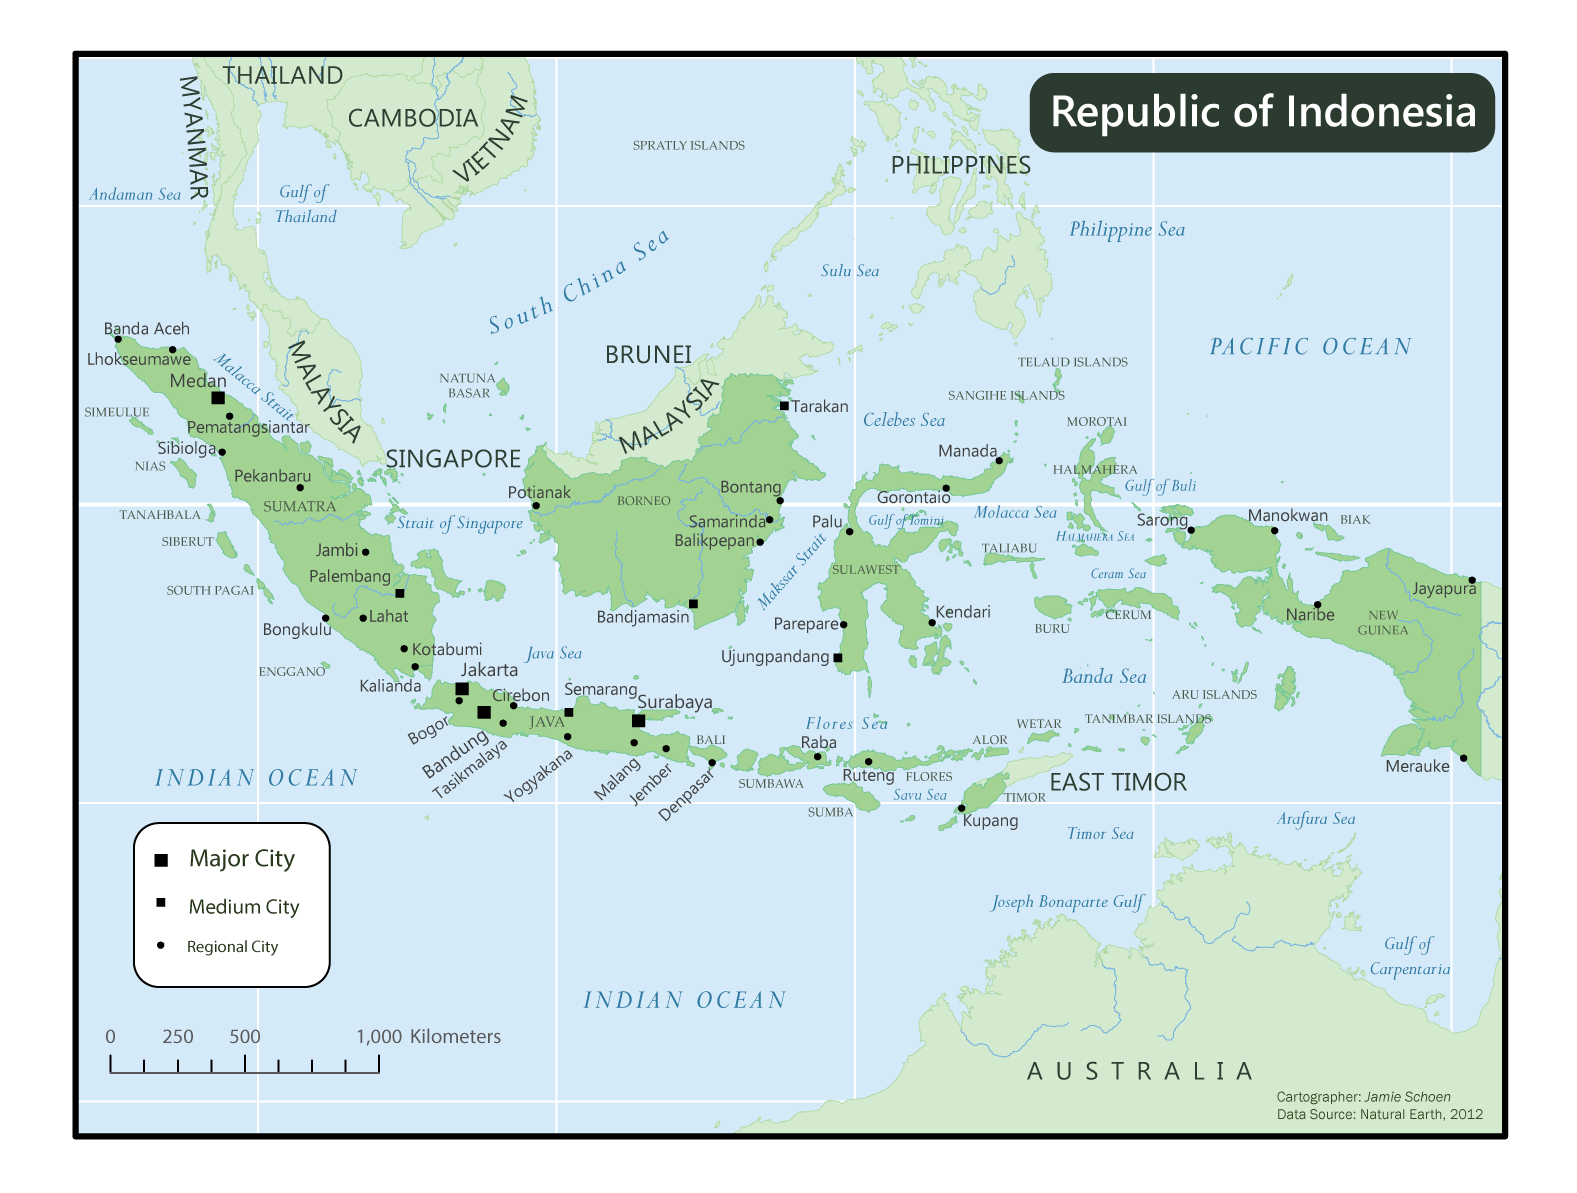 Republic of Indonesia
THAILAND
MYANMAR
CAMBODIA
VIETNAM
SPRATLY ISLANDS
PHILIPPINES
Andaman Sea
Gulf of
Thailand
Philippine Sea
South China Sea
Sulu Sea
PACIFIC OCEAN
Banda Aceh
Lhokseumawe
Malacca Strait
MALAYSIA
Medan
BRUNEI
MALAYSIA
NATUNA
BASAR
TELAUD ISLANDS
SANGIHE ISLANDS
SIMEULUE
Pematangsiantar
Tarakan
Celebes Sea
MOROTAI
Sibiolga
NIAS
SINGAPORE
Manada
HALMAHERA
Pekanbaru
Potianak
BORNEO
Bontang
Gorontaio
Gulf of Buli
SUMATRA
TANAHBALA
Strait of Singapore
Samarinda
Palu
Gulf of Tomini
Molacca Sea
Sarong
Manokwan
BIAK
SIBERUT
Balikpepan
HALMAHERA SEA
Jambi
Makssar Strait
TALIABU
Palembang
SULAWEST
Ceram Sea
SOUTH PAGAI
Jayapura
Lahat
Bandjamasin
Kendari
CERUM
Naribe
NEW
GUINEA
Bongkulu
Parepare
BURU
Kotabumi
Java Sea
Ujungpandang
ENGGANO
Jakarta
Banda Sea
Kalianda
Cirebon
Semarang
Surabaya
ARU ISLANDS
Bogor
JAVA
Flores Sea
WETAR
TANIMBAR ISLANDS
Bandung
BALI
Raba
ALOR
Tasikmalaya
Yogyakana
Malang
Jember
Denpasar
Ruteng
FLORES
Merauke
INDIAN OCEAN
SUMBAWA
Savu Sea
TIMOR
EAST TIMOR
SUMBA
Kupang
Timor Sea
Arafura Sea
Major City
Medium City
Regional City
Joseph Bonaparte Gulf
Gulf of
Carpentaria
INDIAN OCEAN
0 250 500 1,000 Kilometers
AUSTRALIA
Cartographer: Jamie Schoen
Data Source: Natural Earth, 2012